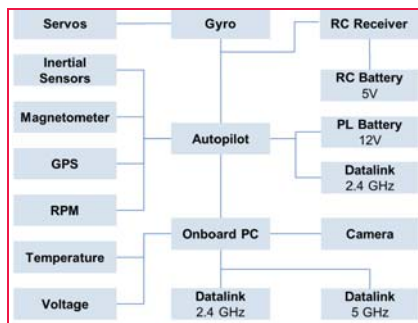 Servos
Gyro
RC Receiver
Inertial
Sensors
RC Battery
5V
Magnetometer
PL Battery
12V
Autopilot
GPS
Datalink
2.4 GHz
RPM
Onboard PC
Camera
Temperature
Voltage
Datalink
2.4 GHz
Datalink
5 GHz